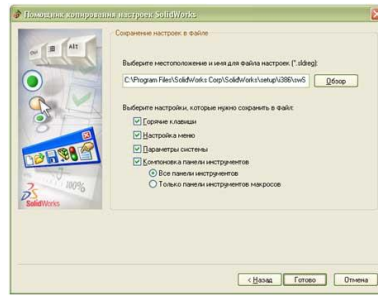 Помощник копирования настроек SolidWorks
Сохранение настроек в файле
Выберите местоположение и имя для файла настроек (*.sldreg):
C:\Program Files\SolidWorks Corp\SolidWorks\setup\i386\swS
Обзор
Выберите настройки, которые нужно сохранить в файл:
Горячие клавиши
Настройка меню
Параметры системы
Компоновка панели инструментов
Все панели инструментов
Только панели инструментов макросов
Alt
100%
SolidWorks
< Назад
Готово
Отмена